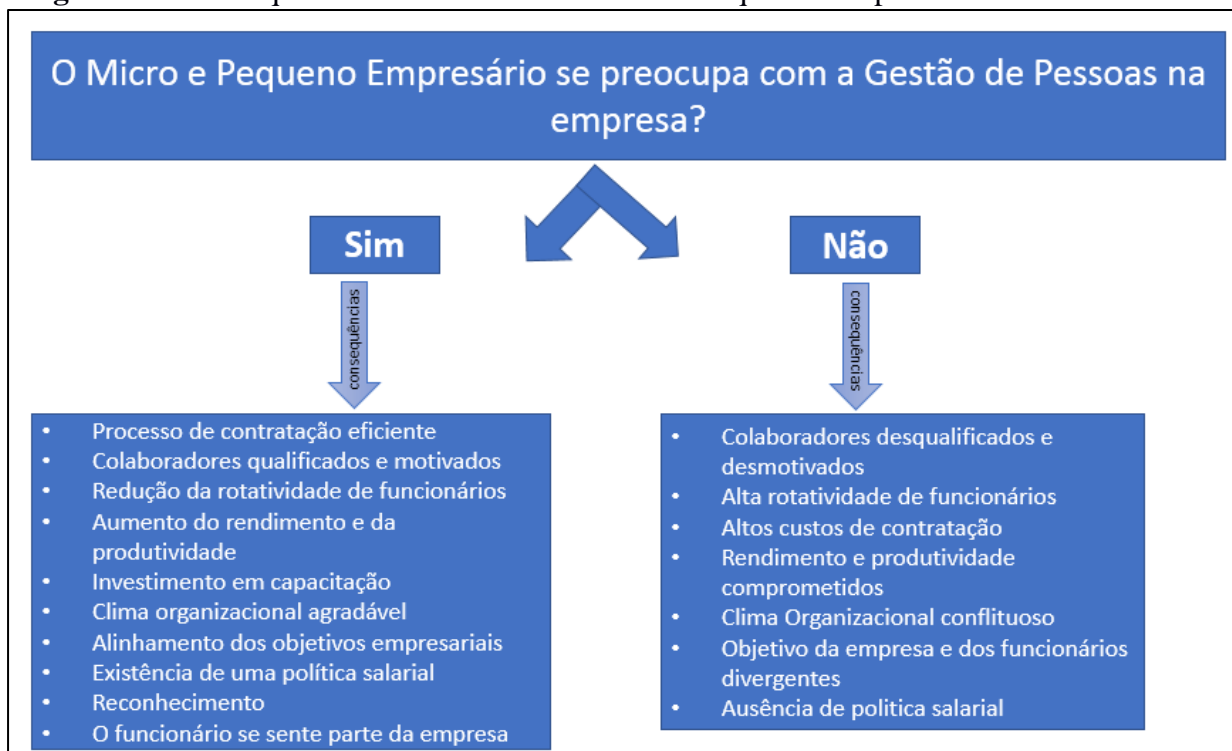 O Micro e Pequeno Empresário se preocupa com a Gestão de Pessoas na
empresa?
Sim
Não
consequências
consequências
• Processo de contratação eficiente
• Colaboradores qualificados e motivados
• Redução da rotatividade de funcionários
• Aumento do rendimento e da
produtividade
• Investimento em capacitação
• Clima organizacional agradável
• Alinhamento dos objetivos empresariais
• Existência de uma política salarial
• Reconhecimento
• O funcionário se sente parte da empresa
• Colaboradores desqualificados e
desmotivados
• Alta rotatividade de funcionários
• Altos custos de contratação
• Rendimento e produtividade
comprometidos
• Clima Organizacional conflituoso
• Objetivo da empresa e dos funcionários
divergentes
• Ausência de politica salarial